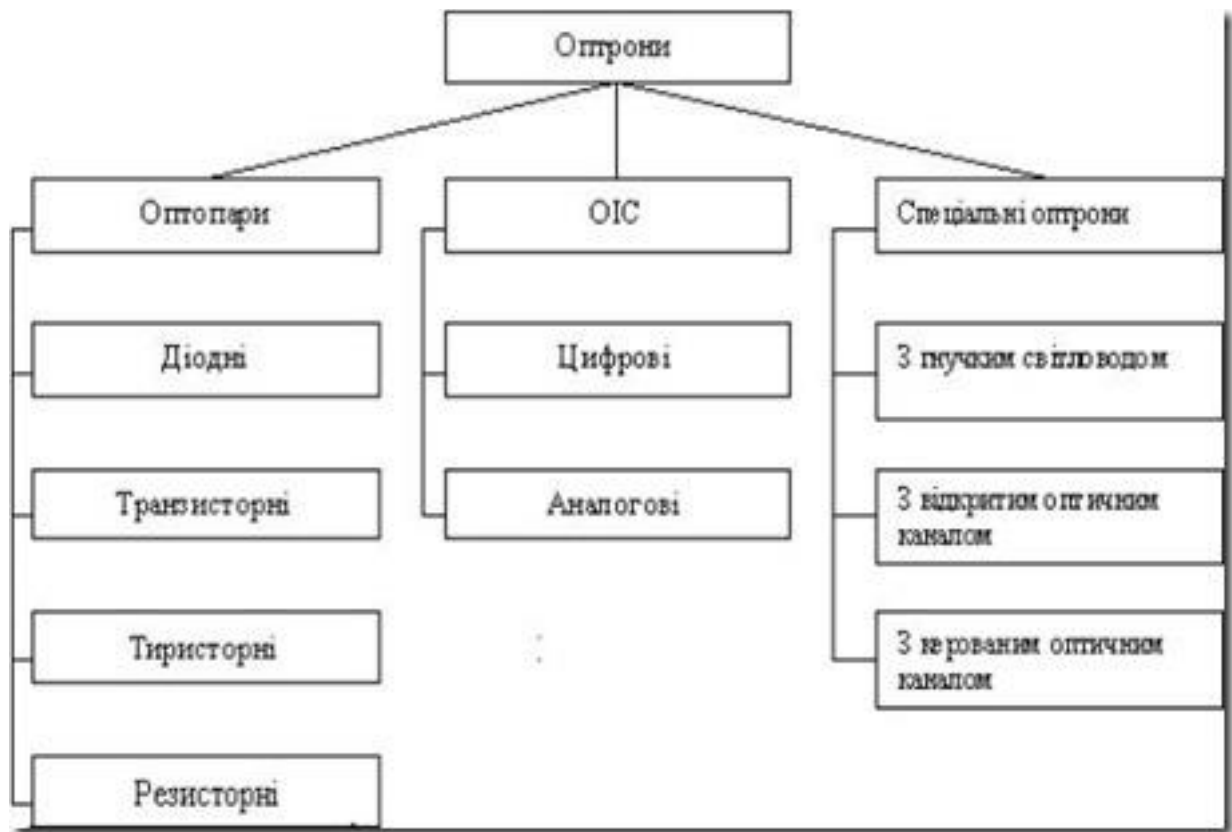 Оптрони
Оптопари
ОІС
Спеціальні оптрони
Діодні
Цифрові
З гнучким світловодом
Транзисторні
Аналогові
З відкритим оптичним
каналом
Тиристорні
З керованим оптичним
каналом
Резисторні